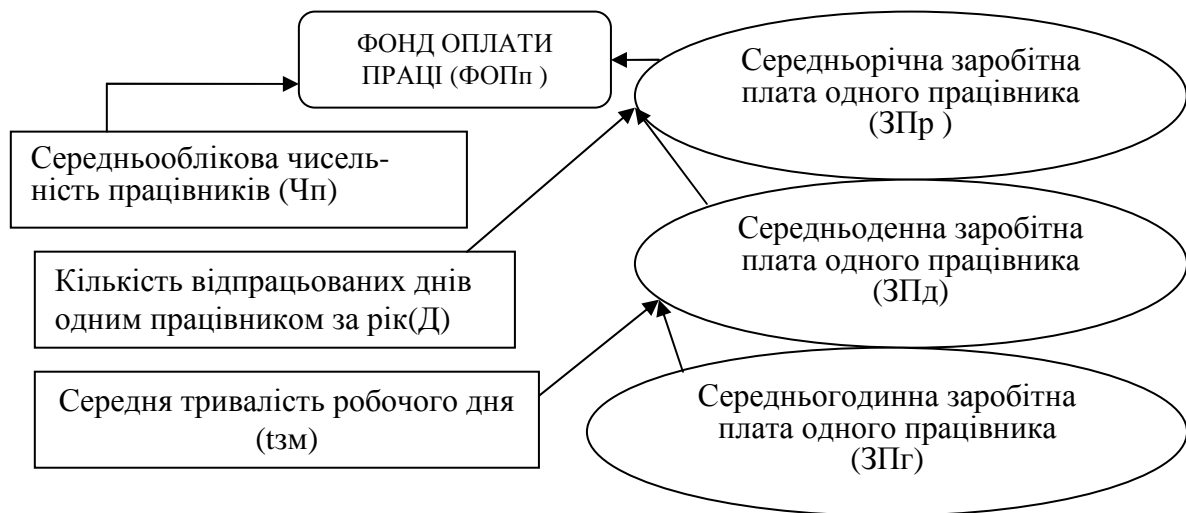 ФОНД ОПЛАТИ
ПРАЦІ (ФОПп )
Середньорічна заробітна
плата одного працівника
(ЗПр )
Середньооблікова чисель-
ність працівників (Чп)
Середньоденна заробітна
плата одного працівника
(ЗПд)
Кількість відпрацьованих днів
одним працівником за рік(Д)
Середня тривалість робочого дня
(tзм)
Середньогодинна заробітна
плата одного працівника
(ЗПг)